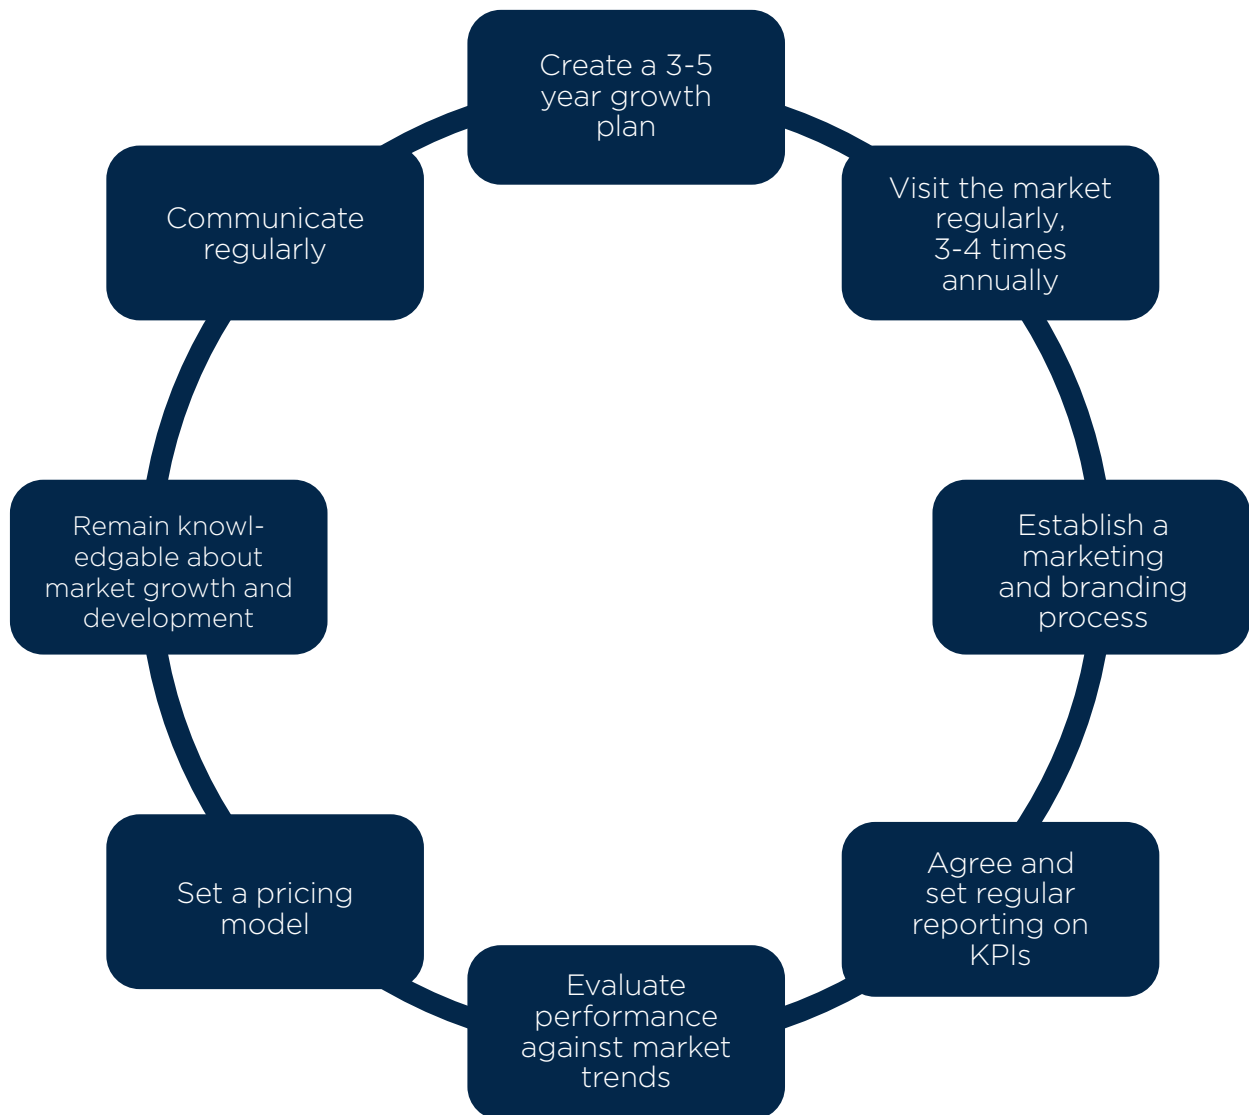 Create a 3-5
year growth
plan
Visit the market
regularly,
3-4 times
annually
Establish a
marketing
and branding
process
Agree and
set regular
reporting on
KPIs
Evaluate
performance
against market
trends
Set a pricing
model
Remain knowl-
edgable about
market growth and
development
Communicate
regularly